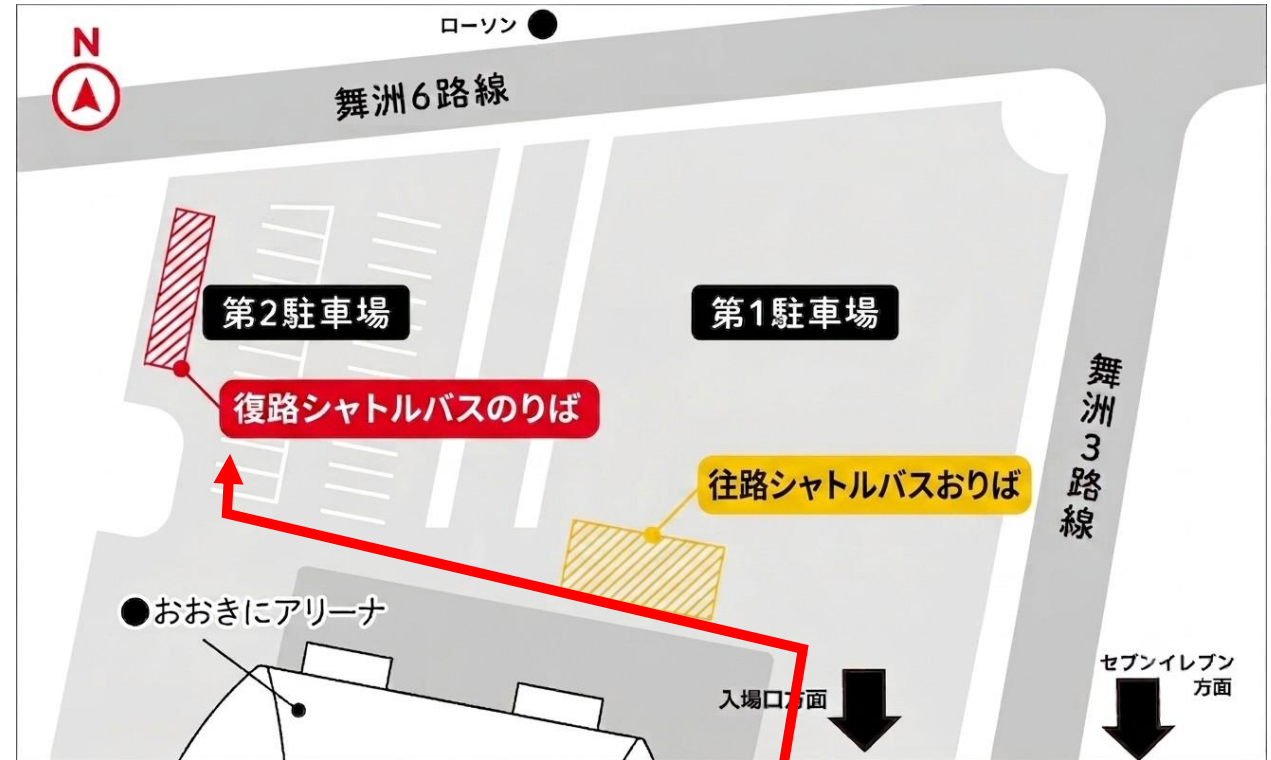 ローソン
N
舞洲6路線
第2駐車場
第1駐車場
復路シャトルバスのりば
舞洲3路線
往路シャトルバスおりば
おおきにアリーナ
入場口方面
セブンイレブン
方面